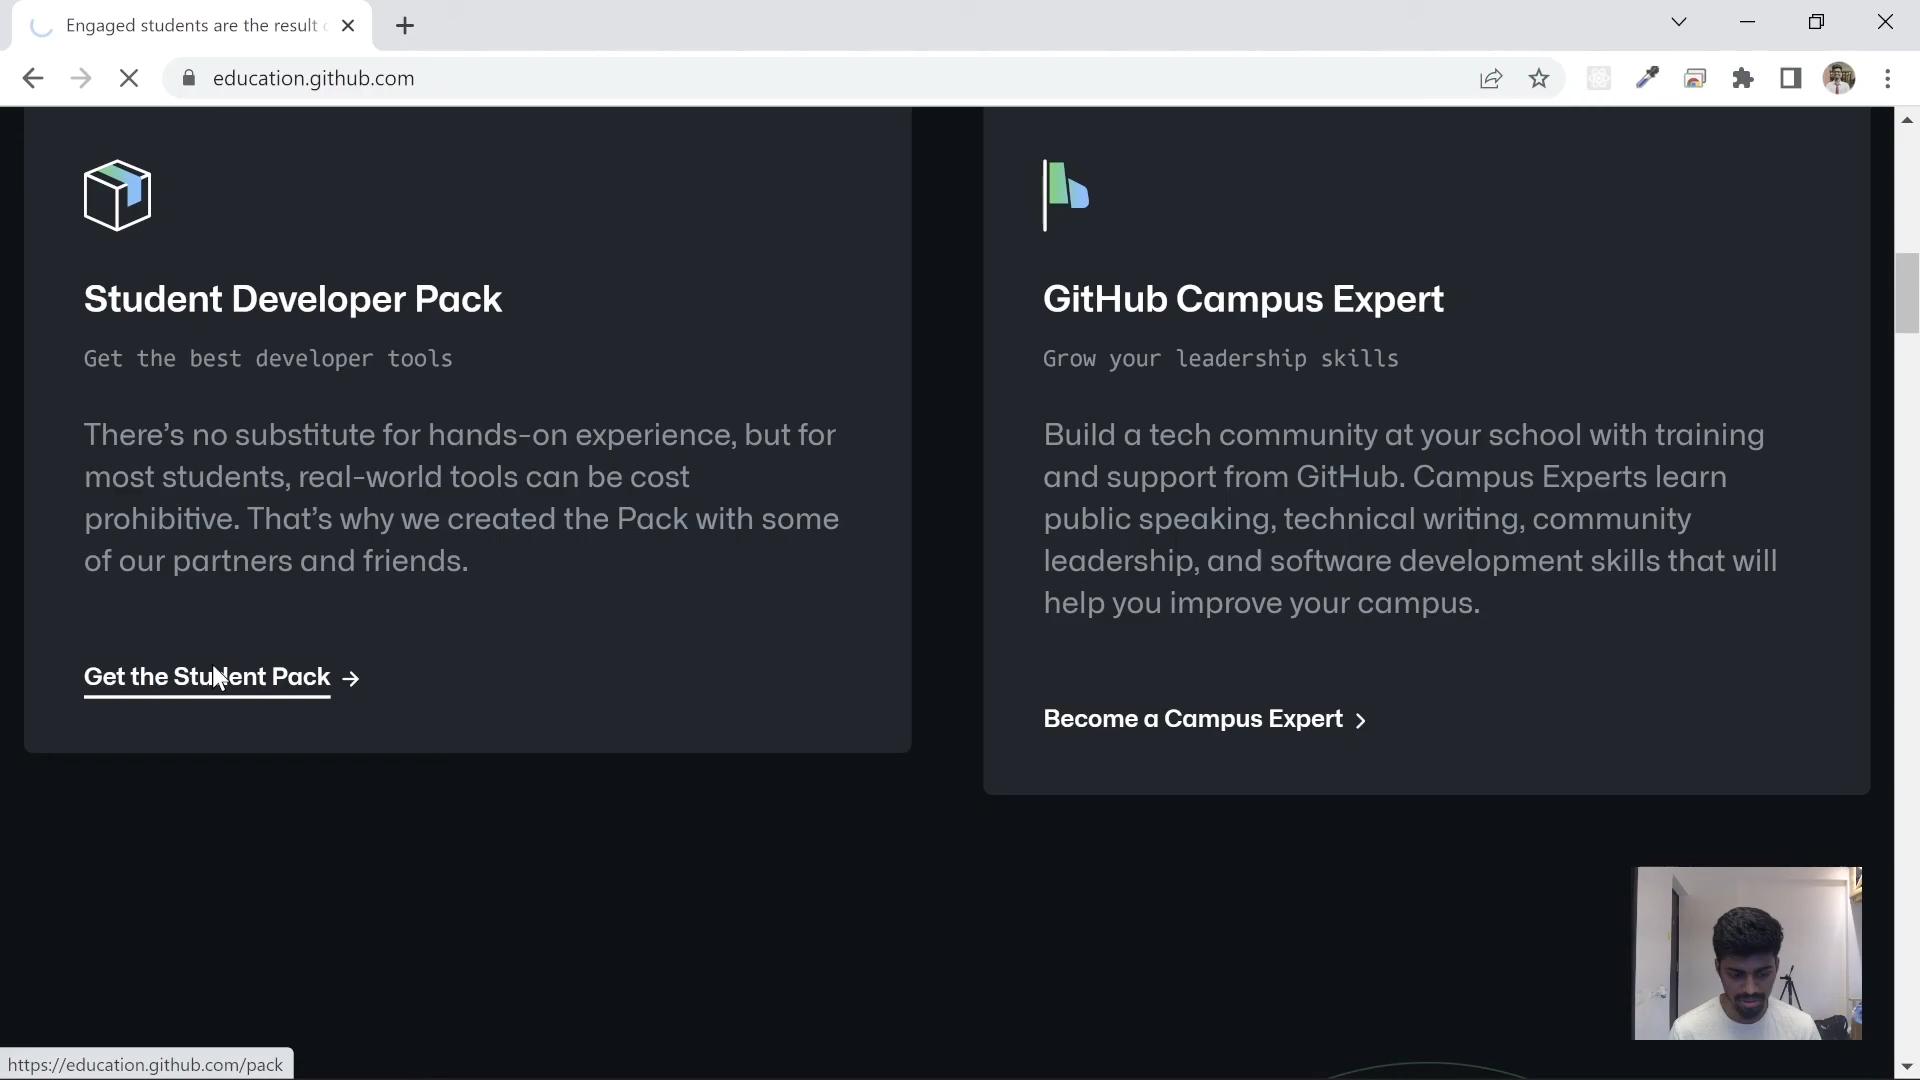 Engaged students are the result
education.github.com
Student Developer Pack
Get the best developer tools
There's no substitute for hands-on experience, but for
most students, real-world tools can be cost
prohibitive. That's why we created the Pack with some
of our partners and friends.
Get the Student Pack →
GitHub Campus Expert
Grow your leadership skills
Build a tech community at your school with training
and support from GitHub. Campus Experts learn
public speaking, technical writing, community
leadership, and software development skills that will
help you improve your campus.
Become a Campus Expert >
https://education.github.com/pack